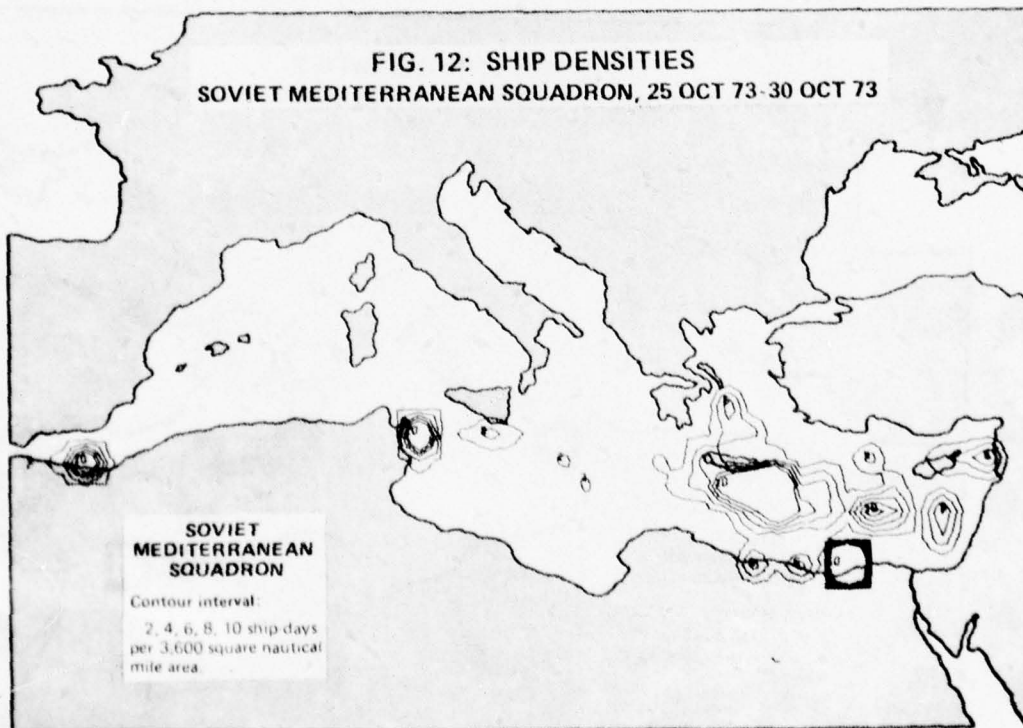 FIG. 12: SHIP DENSITIES
SOVIET MEDITERRANEAN SQUADRON, 25 OCT 73-30 OCT 73
SOVIET
MEDITERRANEAN
SQUADRON
Contour interval:
2, 4, 6, 8, 10 ship days
per 3,600 square nautical
mile area.